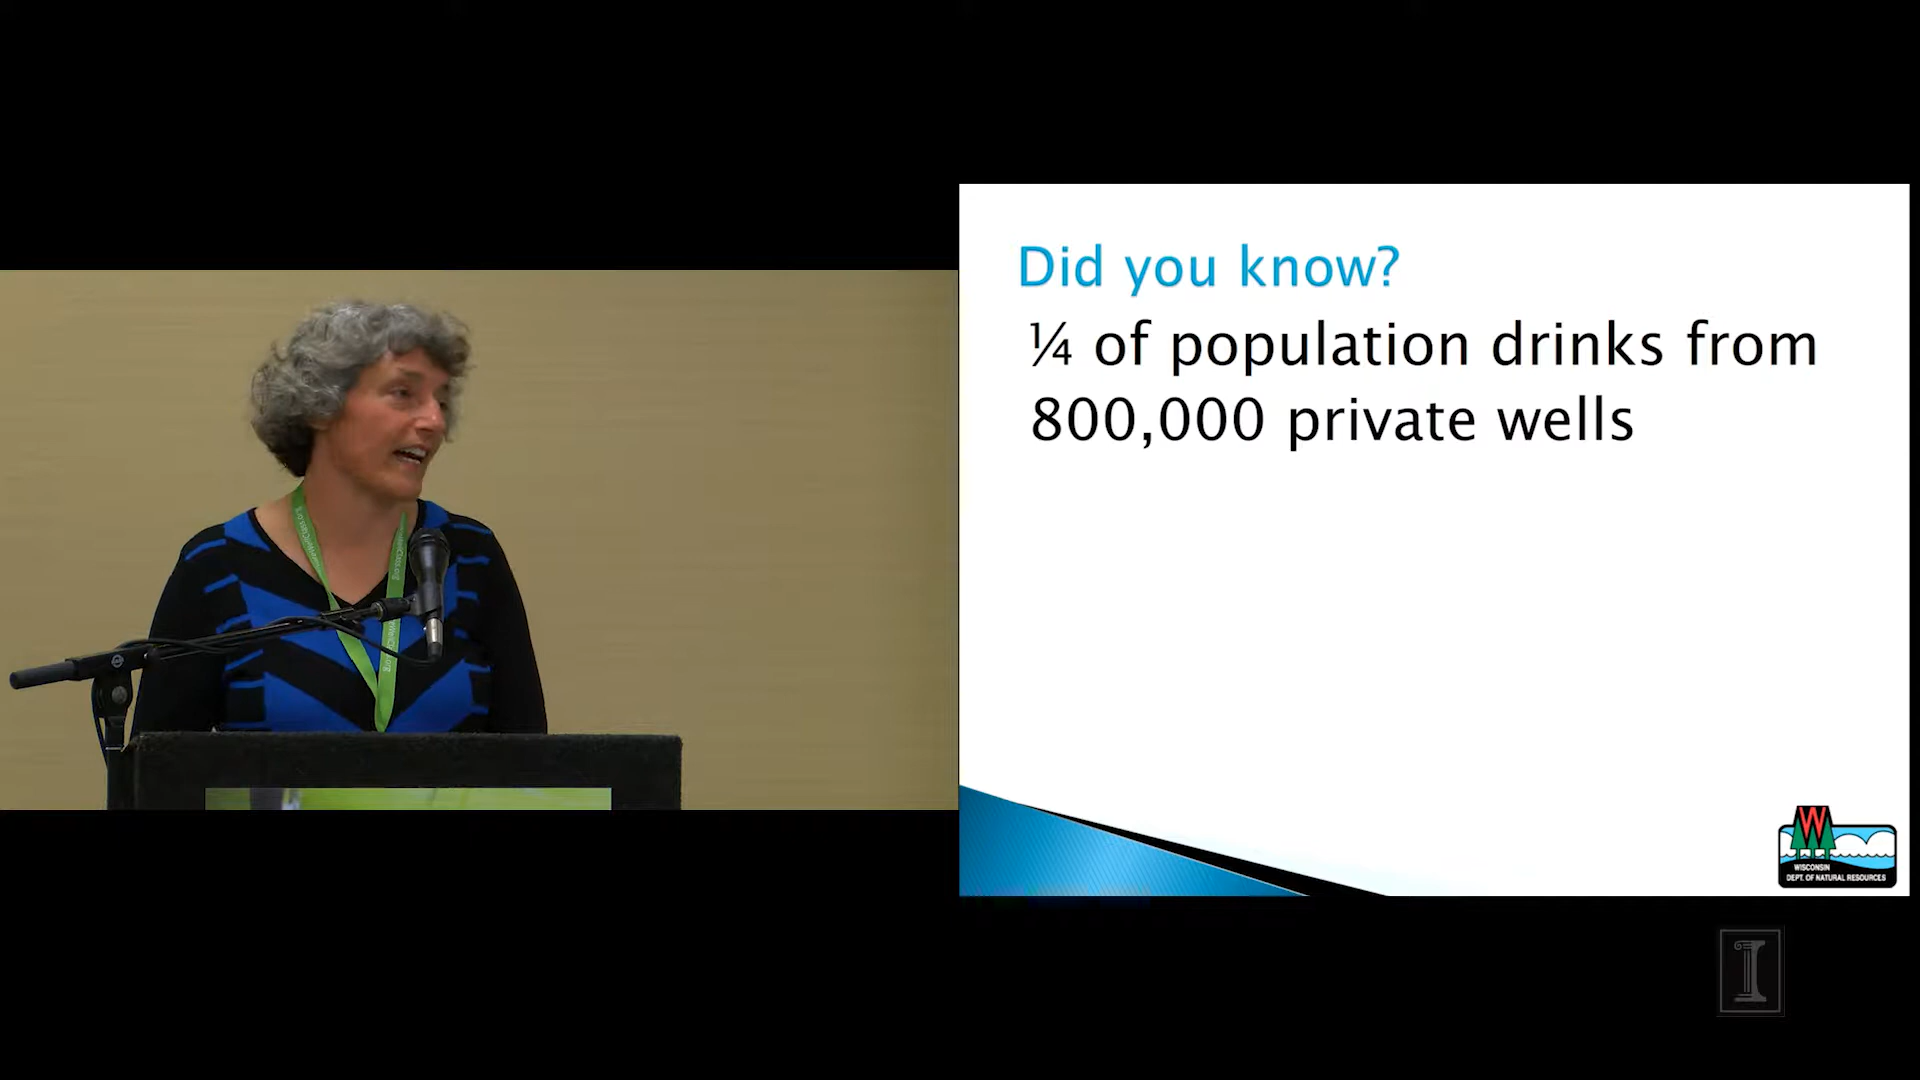 Did you know?
¼ of population drinks from
800,000 private wells
W
WISCONSIN
DEPT. OF NATURAL RESOURCES
I